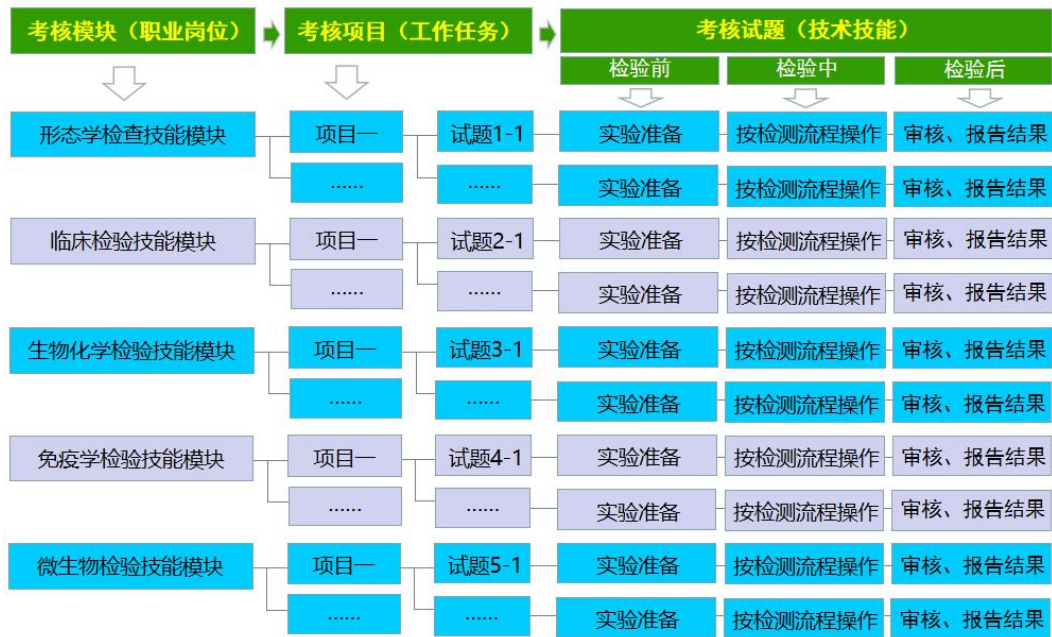 考核模块（职业岗位） 考核项目（工作任务） 考核试题（技术技能）
检验前 检验中 检验后
形态学检查技能模块 项目一 试题1-1 实验准备 按检测流程操作 审核、报告结果
...... ...... 实验准备 按检测流程操作 审核、报告结果
临床检验技能模块 项目一 试题2-1 实验准备 按检测流程操作 审核、报告结果
...... ...... 实验准备 按检测流程操作 审核、报告结果
生物化学检验技能模块 项目一 试题3-1 实验准备 按检测流程操作 审核、报告结果
...... ...... 实验准备 按检测流程操作 审核、报告结果
免疫学检验技能模块 项目一 试题4-1 实验准备 按检测流程操作 审核、报告结果
...... ...... 实验准备 按检测流程操作 审核、报告结果
微生物检验技能模块 项目一 试题5-1 实验准备 按检测流程操作 审核、报告结果
...... ...... 实验准备 按检测流程操作 审核、报告结果